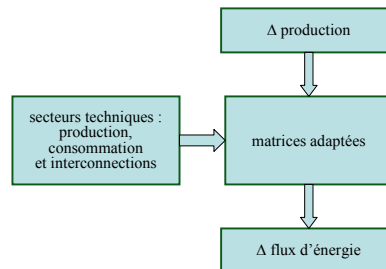 Δ production
secteurs techniques :
production,
consommation
et interconnections
matrices adaptées
Δ flux d'énergie